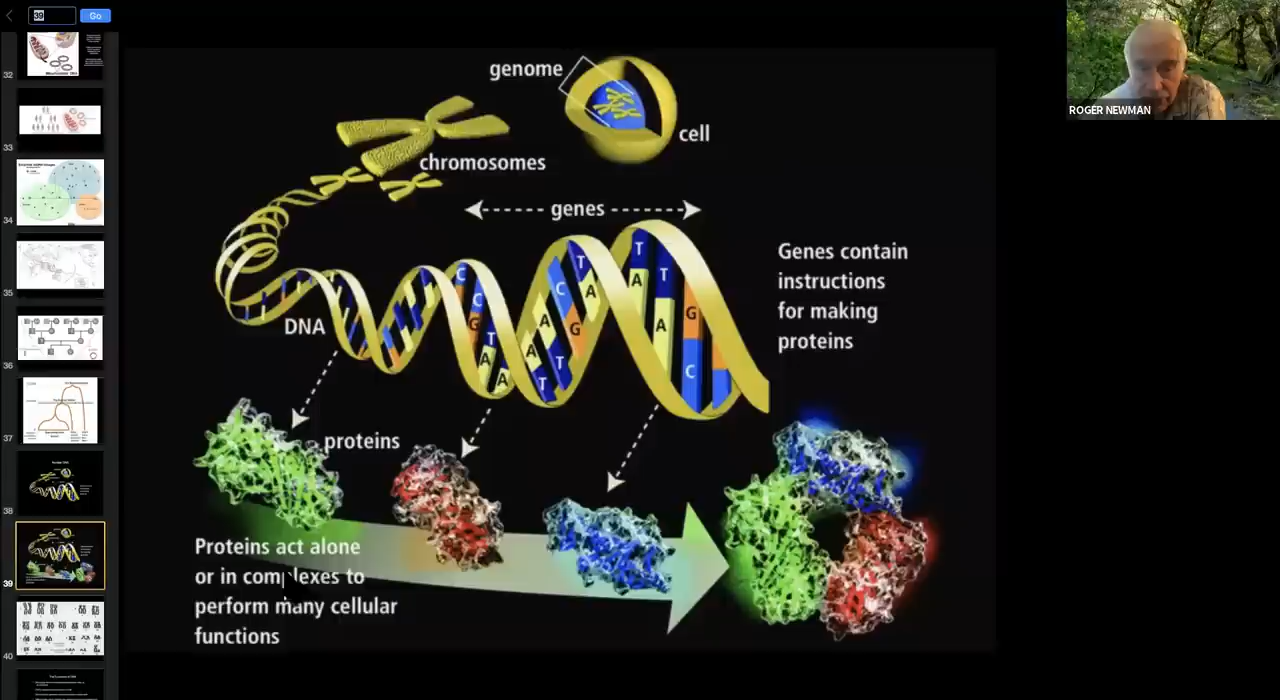 39
Go
32
33
34
35
36
37
38
39
40
ROGER NEWMAN
genome
cell
chromosomes
genes
DNA
C
C
G
T
A
A
T
C
A
A
G
A
T
T
T
A
T
A
G
C
Genes contain
instructions
for making
proteins
proteins
Proteins act alone
or in complexes to
perform many cellular
functions